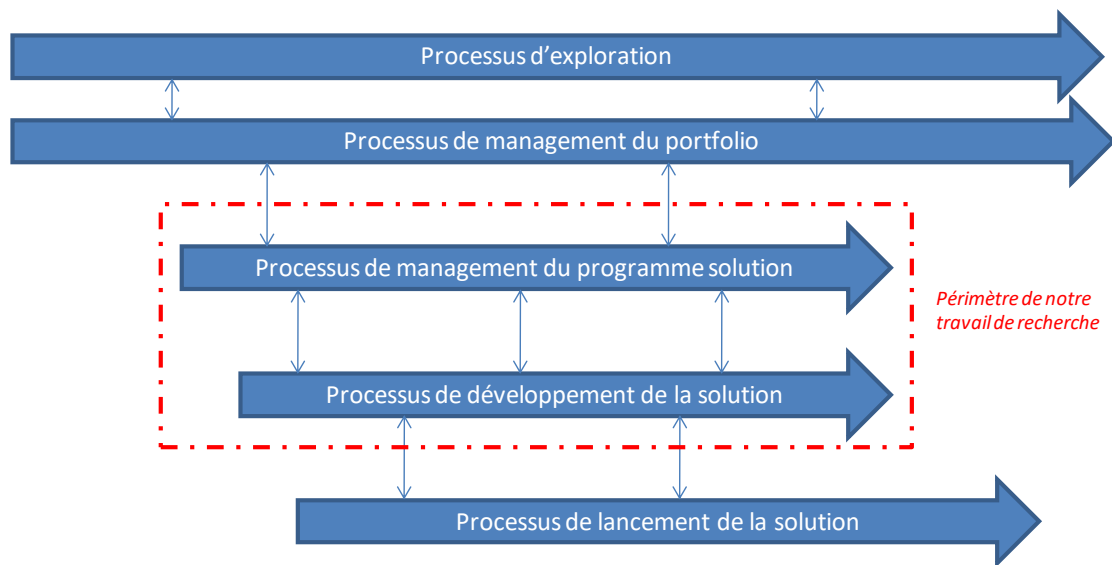 Processus d’exploration
Processus de management du portfolio
Processus de management du programme solution
Périmètre de notre
travail de recherche
Processus de développement de la solution
Processus de lancement de la solution